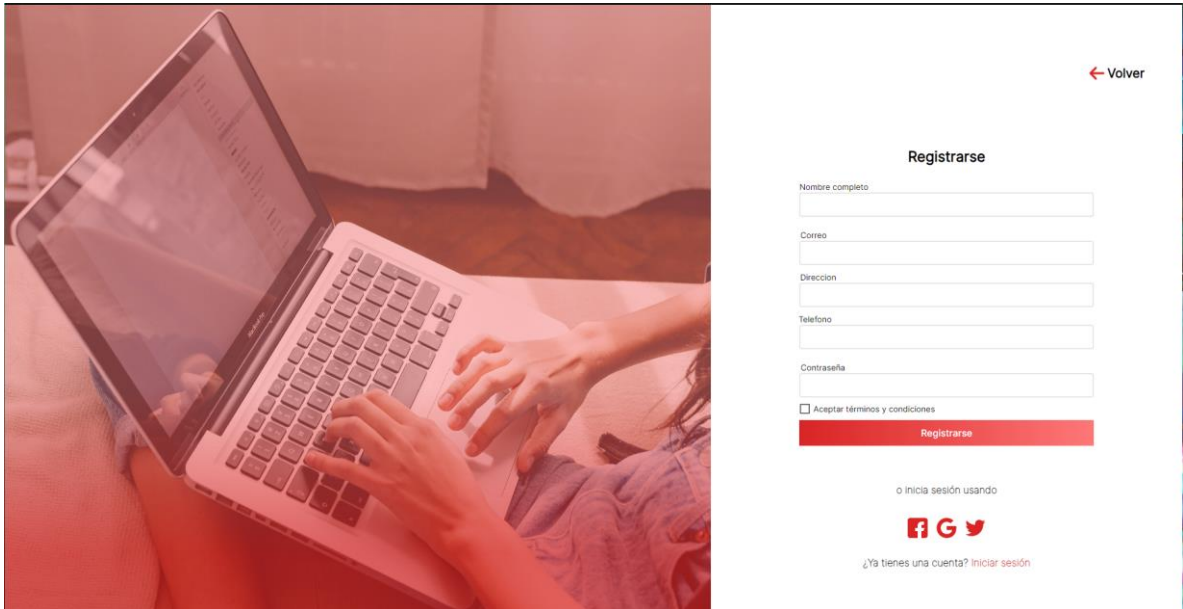 Volver
Registrarse
Nombre completo
Correo
Direccion
Telefono
Contraseña
Aceptar términos y condiciones
Registrarse
o inicia sesión usando
¿Ya tienes una cuenta? Iniciar sesión